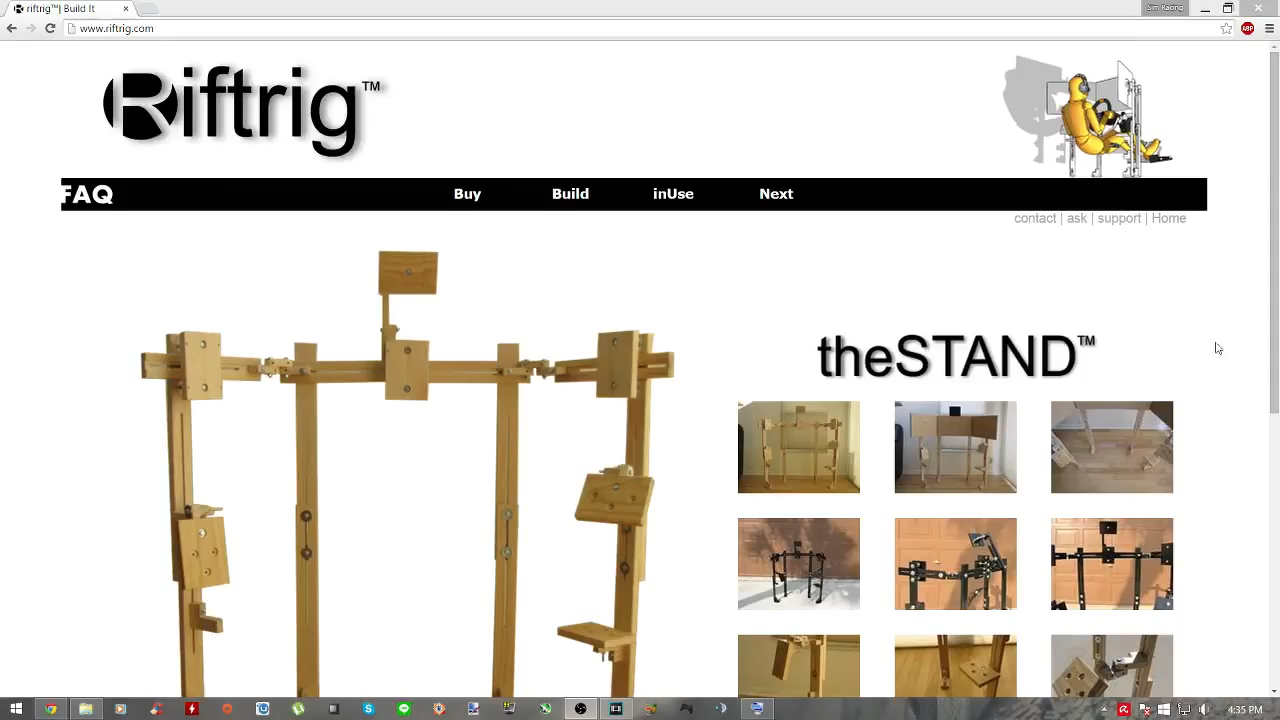 riftrig™| Build It
Sim Racing
www.riftrig.com
ABP
Riftrig™
FAQ Buy Build inUse Next
contact | ask | support | Home
theSTAND™
4:35 PM